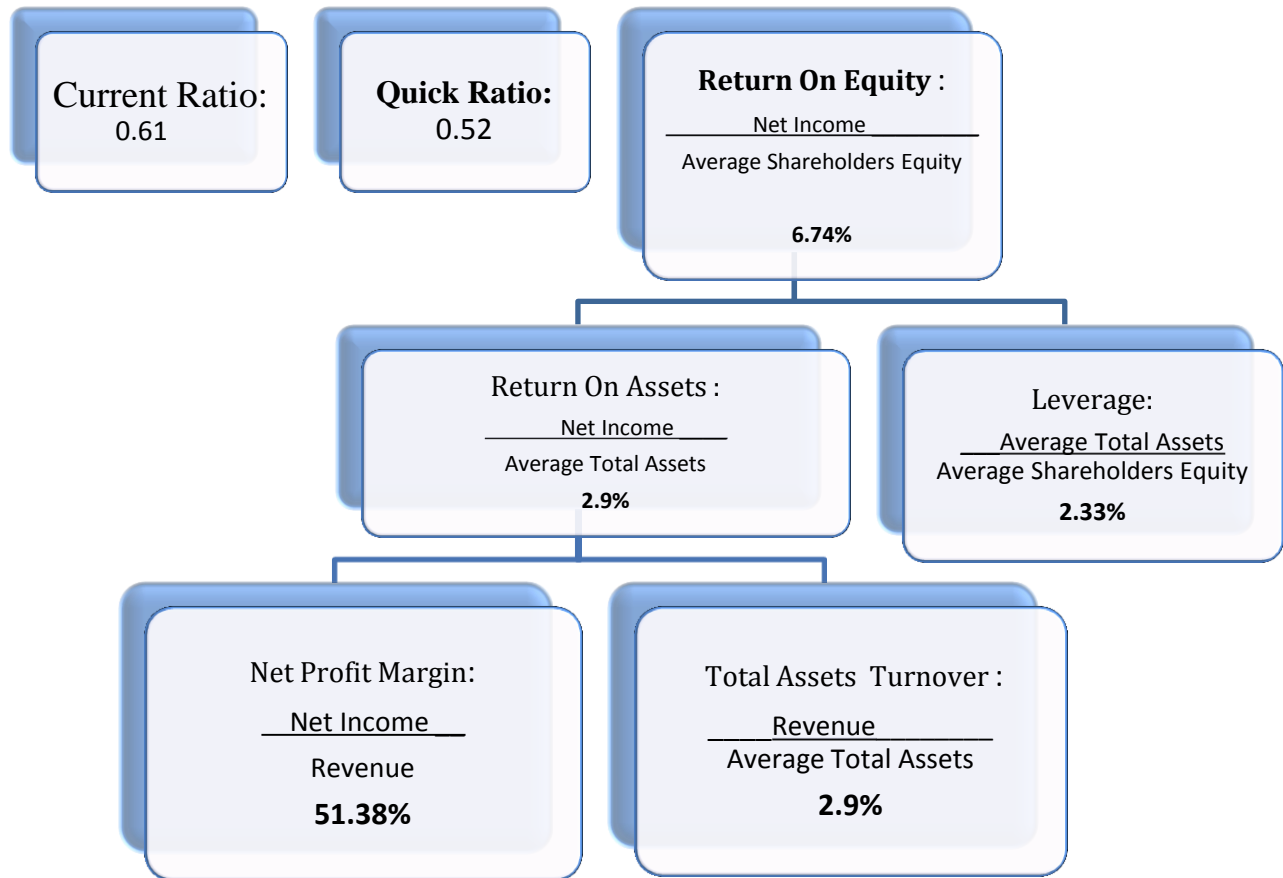 Current Ratio:
0.61
Quick Ratio:
0.52
Return On Equity :
Net Income
Average Shareholders Equity
6.74%
Return On Assets :
Net Income
Average Total Assets
2.9%
Leverage:
Average Total Assets
Average Shareholders Equity
2.33%
Net Profit Margin:
Net Income
Revenue
51.38%
Total Assets Turnover :
Revenue
Average Total Assets
2.9%